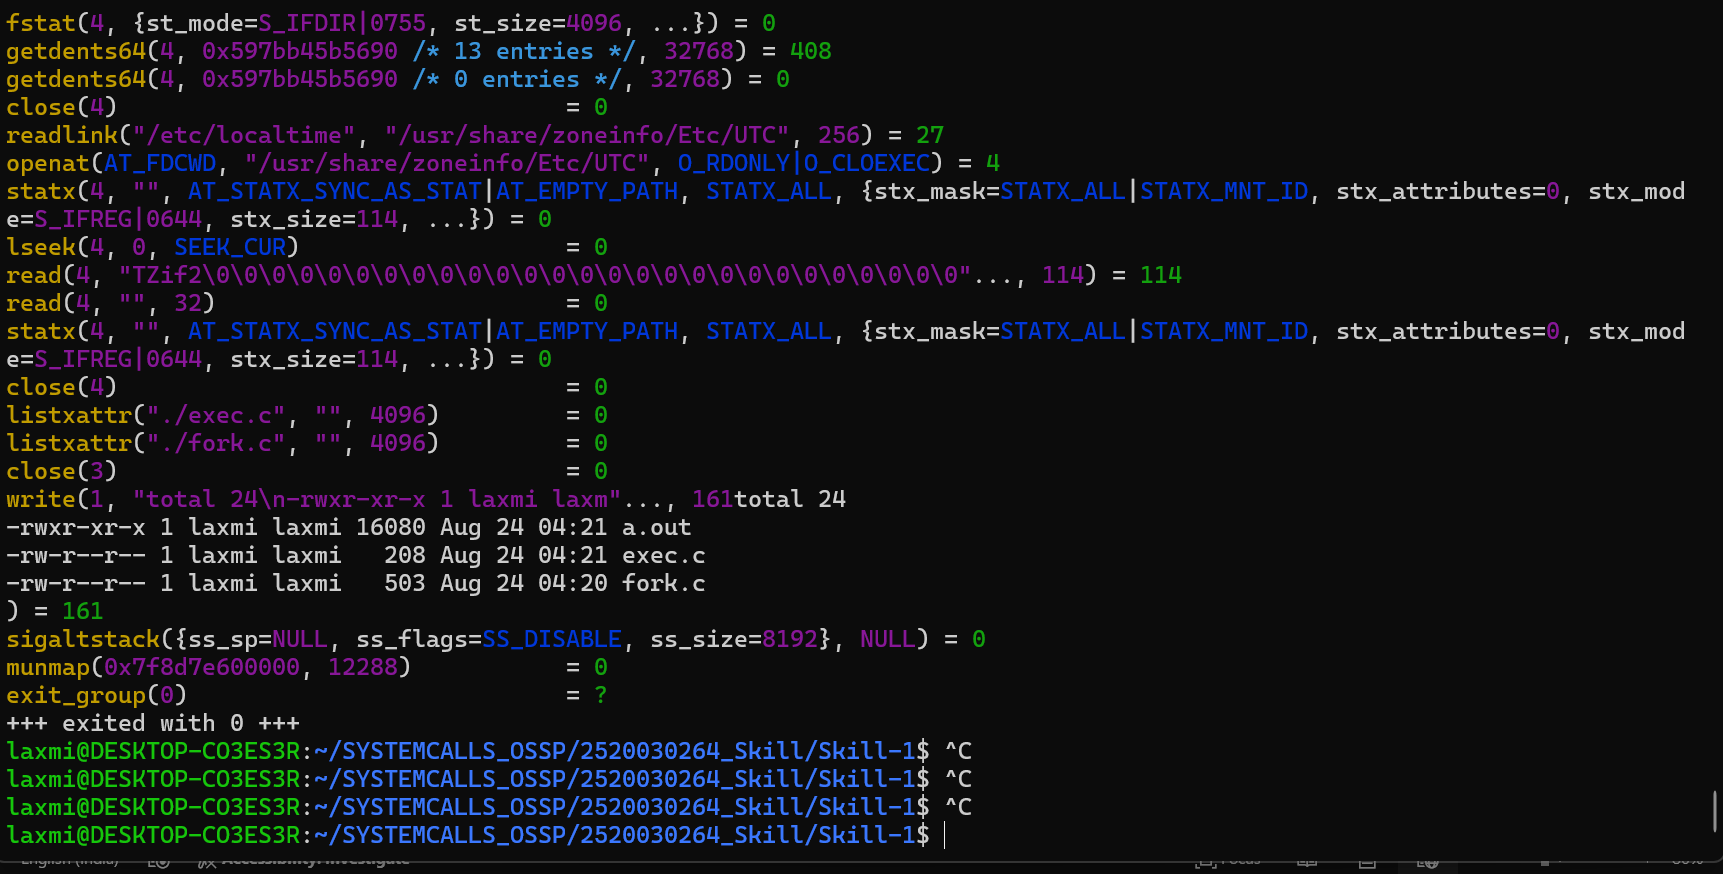 fstat(4, {st_mode=S_IFDIR|0755, st_size=4096, ...}) = 0
getdents64(4, 0x597bb45b5690 /* 13 entries */, 32768) = 408
getdents64(4, 0x597bb45b5690 /* 0 entries */, 32768) = 0
close(4)                                = 0
readlink("/etc/localtime", "/usr/share/zoneinfo/Etc/UTC", 256) = 27
openat(AT_FDCWD, "/usr/share/zoneinfo/Etc/UTC", O_RDONLY|O_CLOEXEC) = 4
statx(4, "", AT_STATX_SYNC_AS_STAT|AT_EMPTY_PATH, STATX_ALL, {stx_mask=STATX_ALL|STATX_MNT_ID, stx_attributes=0, stx_mod
e=S_IFREG|0644, stx_size=114, ...}) = 0
lseek(4, 0, SEEK_CUR)                   = 0
read(4, "TZif2\0\0\0\0\0\0\0\0\0\0\0\0\0\0\0\0\0\0\0\0\0\0\0\0\0\0\0"..., 114) = 114
read(4, "", 32)                         = 0
statx(4, "", AT_STATX_SYNC_AS_STAT|AT_EMPTY_PATH, STATX_ALL, {stx_mask=STATX_ALL|STATX_MNT_ID, stx_attributes=0, stx_mod
e=S_IFREG|0644, stx_size=114, ...}) = 0
close(4)                                = 0
listxattr("./exec.c", "", 4096)         = 0
listxattr("./fork.c", "", 4096)         = 0
close(3)                                = 0
write(1, "total 24\n-rwxr-xr-x 1 laxmi laxm"..., 161total 24
-rwxr-xr-x 1 laxmi laxmi 16080 Aug 24 04:21 a.out
-rw-r--r-- 1 laxmi laxmi   208 Aug 24 04:21 exec.c
-rw-r--r-- 1 laxmi laxmi   503 Aug 24 04:20 fork.c
) = 161
sigaltstack({ss_sp=NULL, ss_flags=SS_DISABLE, ss_size=8192}, NULL) = 0
munmap(0x7f8d7e600000, 12288)           = 0
exit_group(0)                           = ?
+++ exited with 0 +++
laxmi@DESKTOP-CO3ES3R:~/SYSTEMCALLS_OSSP/2520030264_Skill/Skill-1$ ^C
laxmi@DESKTOP-CO3ES3R:~/SYSTEMCALLS_OSSP/2520030264_Skill/Skill-1$ ^C
laxmi@DESKTOP-CO3ES3R:~/SYSTEMCALLS_OSSP/2520030264_Skill/Skill-1$ ^C
laxmi@DESKTOP-CO3ES3R:~/SYSTEMCALLS_OSSP/2520030264_Skill/Skill-1$
English (India) Accessibility: Investigate Focus